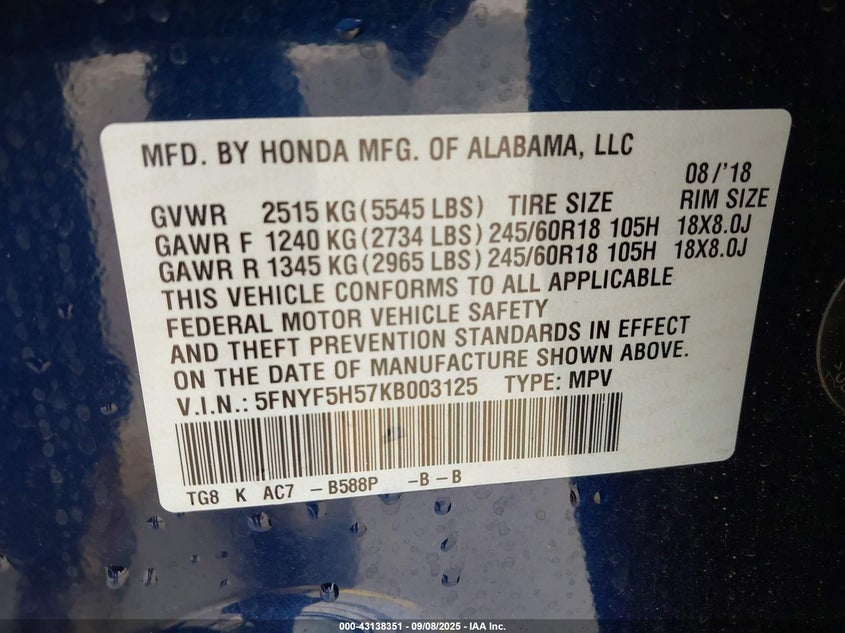 MFD. BY HONDA MFG. OF ALABAMA, LLC
08/'18
GVWR 2515 KG (5545 LBS) TIRE SIZE RIM SIZE
GAWR F 1240 KG (2734 LBS) 245/60R18 105H 18X8.0J
GAWR R 1345 KG (2965 LBS) 245/60R18 105H 18X8.0J
THIS VEHICLE CONFORMS TO ALL APPLICABLE
FEDERAL MOTOR VEHICLE SAFETY
AND THEFT PREVENTION STANDARDS IN EFFECT
ON THE DATE OF MANUFACTURE SHOWN ABOVE.
V.I.N.: 5FNYF5H57KB003125 TYPE: MPV
TG8 K AC7 -B588P -B-B
000-43138351 - 09/08/2025 - IAA Inc.